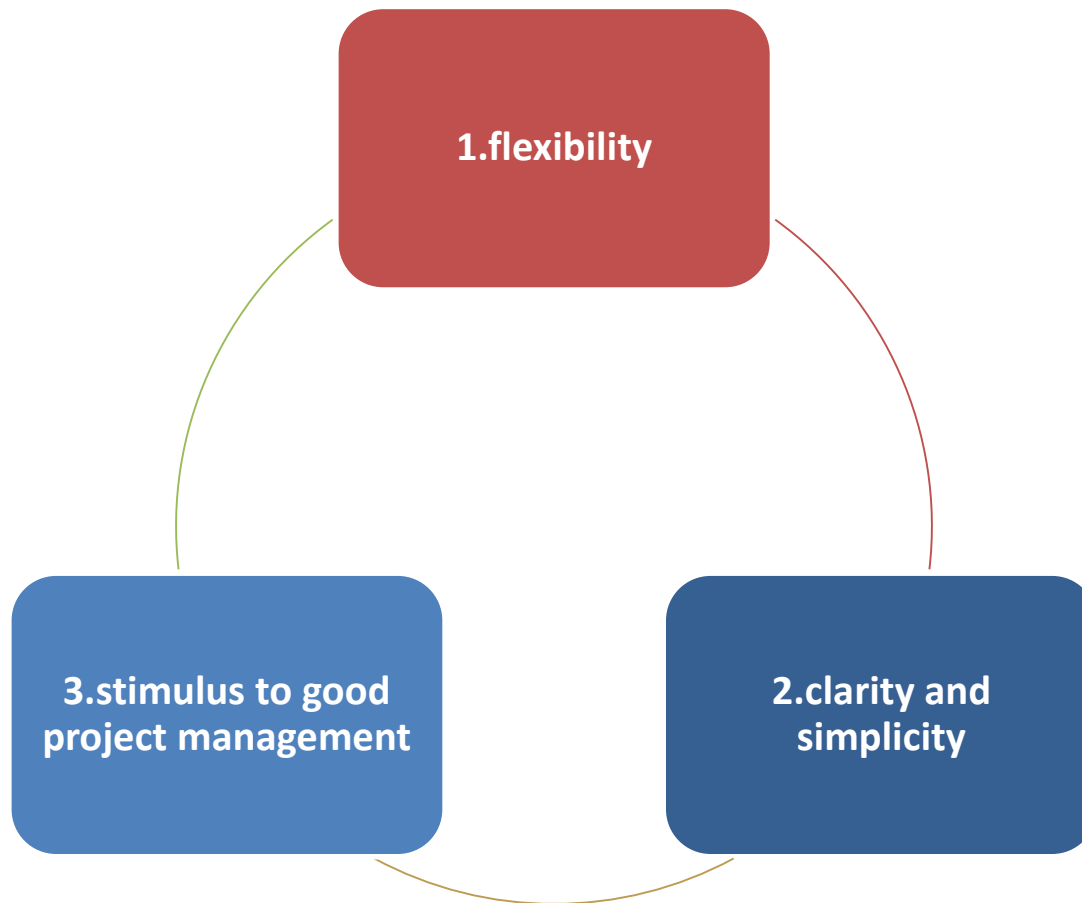 1.flexibility
2.clarity and
simplicity
3.stimulus to good
project management